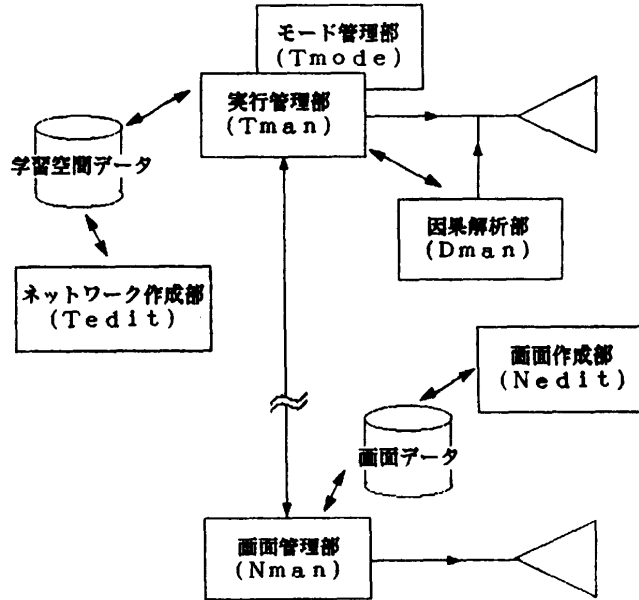 モード管理部
(Tmode)
実行管理部
(Tman)
学習空間データ
因果解析部
(Dman)
ネットワーク作成部
(Tedit)
画面作成部
(Nedit)
画面データ
画面管理部
(Nman)